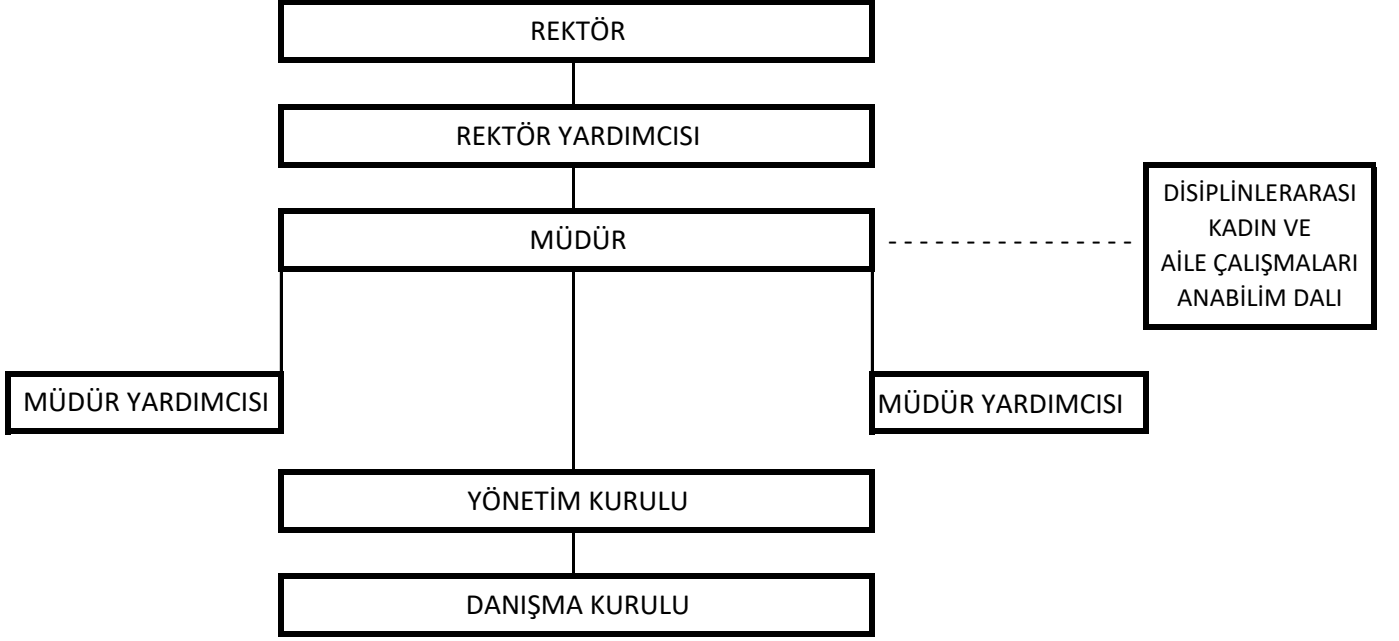 REKTÖR
REKTÖR YARDIMCISI
MÜDÜR
DİSİPLİNLERARASI
KADIN VE
AİLE ÇALIŞMALARI
ANABİLİM DALI
MÜDÜR YARDIMCISI
MÜDÜR YARDIMCISI
YÖNETİM KURULU
DANIŞMA KURULU